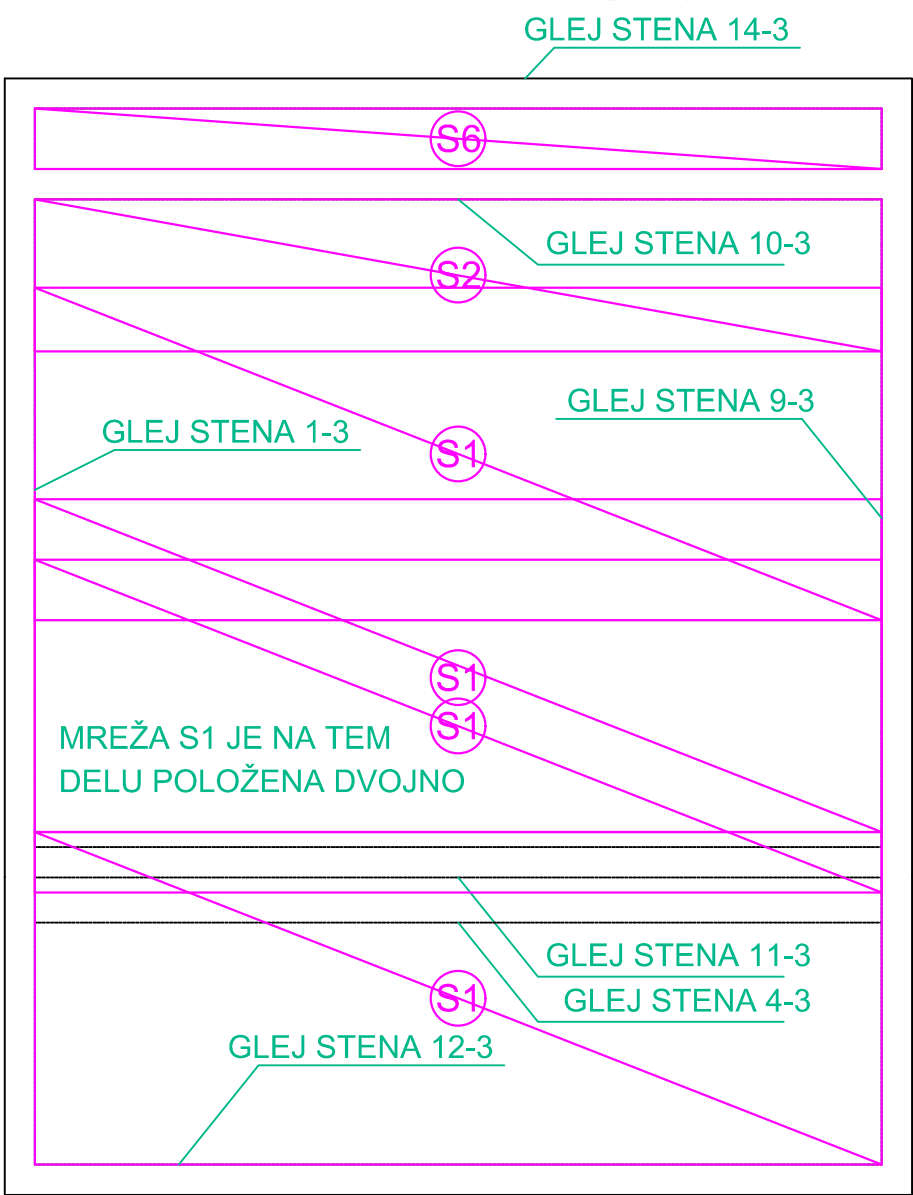 GLEJ STENA 14-3
S6
GLEJ STENA 10-3
S2
GLEJ STENA 9-3
GLEJ STENA 1-3
S1
S1
S1
MREŽA S1 JE NA TEM
DELU POLOŽENA DVOJNO
GLEJ STENA 11-3
S1
GLEJ STENA 4-3
GLEJ STENA 12-3